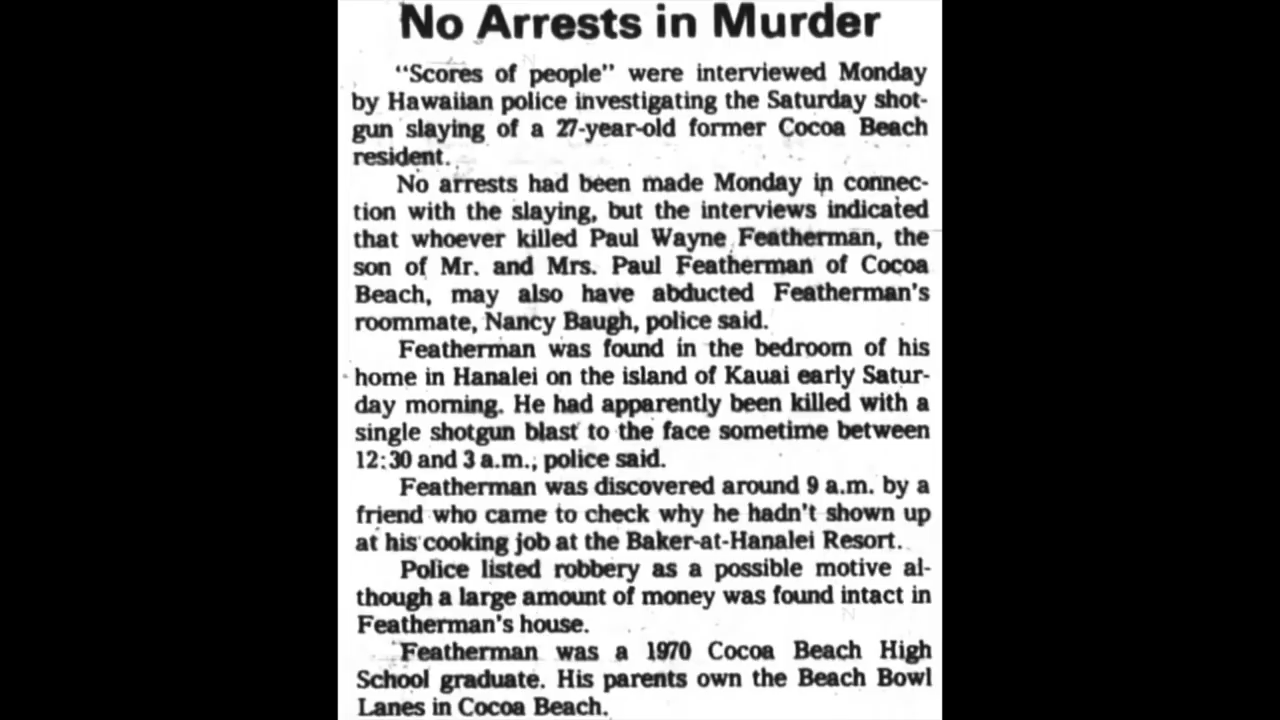 No Arrests in Murder
"Scores of people" were interviewed Monday
by Hawaiian police investigating the Saturday shot-
gun slaying of a 27-year-old former Cocoa Beach
resident.
No arrests had been made Monday in connec-
tion with the slaying, but the interviews indicated
that whoever killed Paul Wayne Featherman, the
son of Mr. and Mrs. Paul Featherman of Cocoa
Beach, may also have abducted Featherman's
roommate, Nancy Baugh, police said.
Featherman was found in the bedroom of his
home in Hanalei on the island of Kauai early Satur-
day morning. He had apparently been killed with a
single shotgun blast to the face sometime between
12:30 and 3 a.m., police said.
Featherman was discovered around 9 a.m. by a
friend who came to check why he hadn't shown up
at his cooking job at the Baker-at-Hanalei Resort.
Police listed robbery as a possible motive al-
though a large amount of money was found intact in
Featherman's house.
Featherman was a 1970 Cocoa Beach High
School graduate. His parents own the Beach Bowl
Lanes in Cocoa Beach.